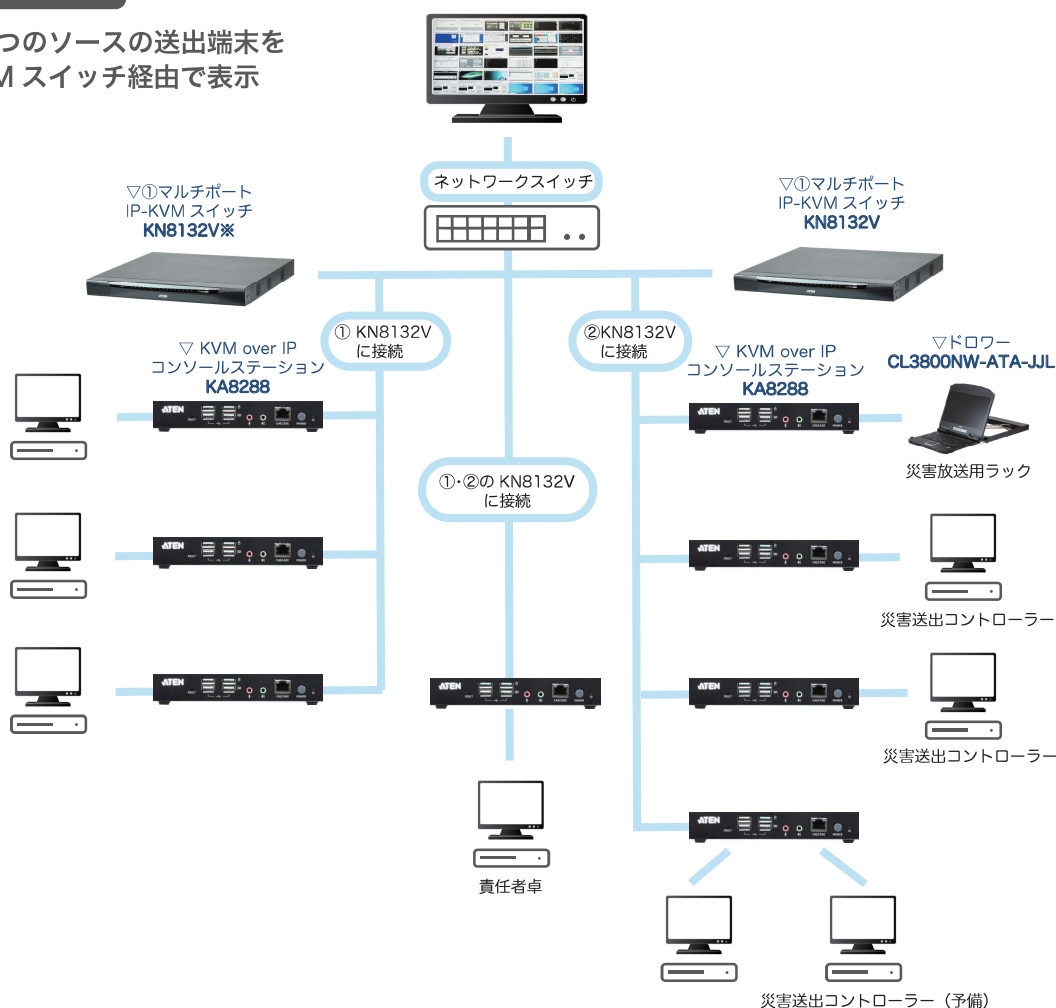 つのソースの送出端末を
M スイッチ経由で表示
ネットワークスイッチ
▽①マルチポート
IP-KVM スイッチ
KN8132V※
▽①マルチポート
IP-KVM スイッチ
KN8132V
① KN8132V
に接続
②KN8132V
に接続
▽ KVM over IP
コンソールステーション
KA8288
▽ KVM over IP
コンソールステーション
KA8288
▽ドロワー
CL3800NW-ATA-JJL
ATEN
ATEN
災害放送用ラック
①・②の KN8132V
に接続
ATEN
ATEN
災害送出コントローラー
ATEN
ATEN
ATEN
災害送出コントローラー
ATEN
責任者卓
災害送出コントローラー（予備）